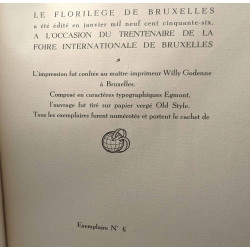 LE FLORILEGE DE BRUXELLES
a été édité en janvier mil neuf cent cinquante-six,
A L'OCCASION DU TRENTENAIRE DE LA
FOIRE INTERNATIONALE DE BRUXELLES
L'impression fut confiée au maître imprimeur Willy Godenne
à Bruxelles.
Composé en caractères typographiques Egmont,
l'ouvrage fut tiré sur papier vergé Old Style.
Tous les exemplaires furent numérotés et portent le cachet de
Exemplaire N° 6